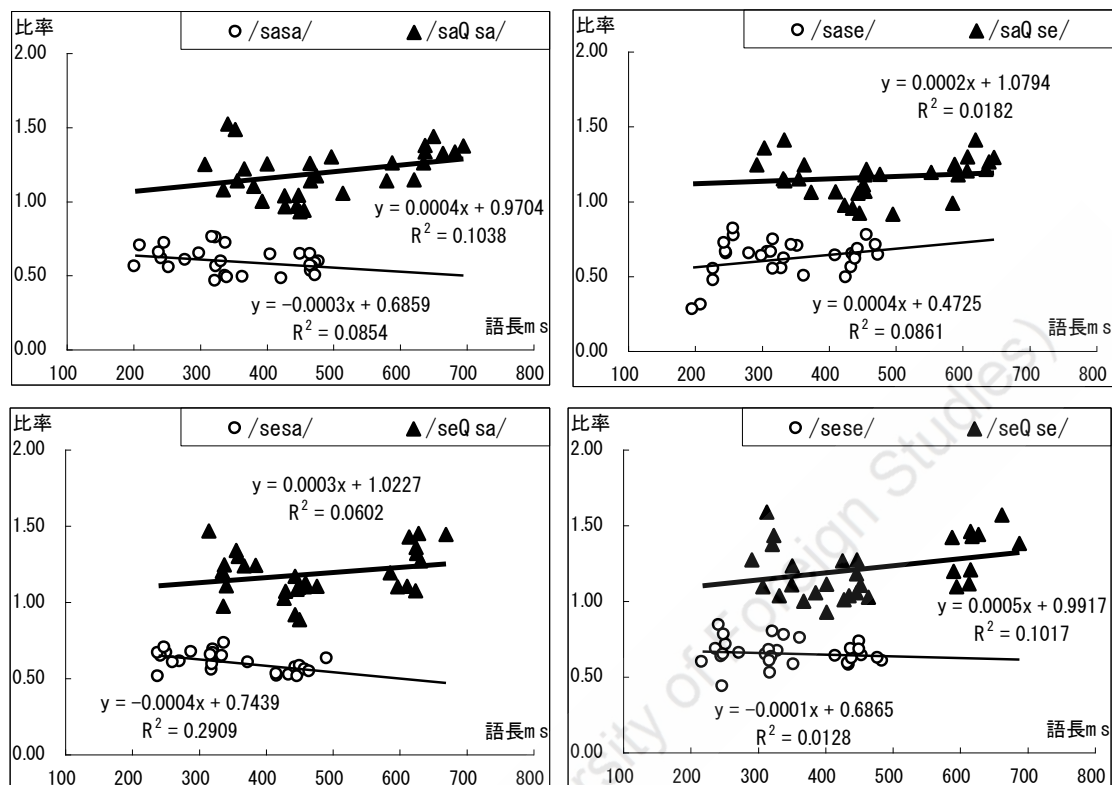 比率
/sasa/ /saQ sa/
2.00
1.50
1.00
0.50
0.00
y = 0.0004x + 0.9704
R² = 0.1038
y = −0.0003x + 0.6859
R² = 0.0854
語長ms
100 200 300 400 500 600 700 800
比率
/sase/ /saQ se/
2.00
1.50
1.00
0.50
0.00
y = 0.0002x + 1.0794
R² = 0.0182
y = 0.0004x + 0.4725
R² = 0.0861
語長ms
100 200 300 400 500 600 700 800
比率
/sesa/ /seQ sa/
2.00
1.50
1.00
0.50
0.00
y = 0.0003x + 1.0227
R² = 0.0602
y = −0.0004x + 0.7439
R² = 0.2909
語長ms
100 200 300 400 500 600 700 800
比率
/sese/ /seQ se/
2.00
1.50
1.00
0.50
0.00
y = 0.0005x + 0.9917
R² = 0.1017
y = −0.0001x + 0.6865
R² = 0.0128
語長ms
100 200 300 400 500 600 700 800
of Foreign Studies)